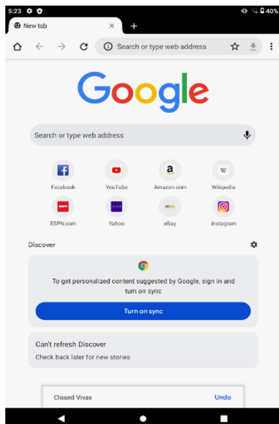 5:23
40%
New tab
Search or type web address
Google
Search or type web address
Facebook
YouTube
Amazon.com
Wikipedia
ESPN.com
Yahoo
eBay
Instagram
Discover
To get personalized content suggested by Google, sign in and
turn on sync
Turn on sync
Can't refresh Discover
Check back later for new stories
Closed Vivax
Undo